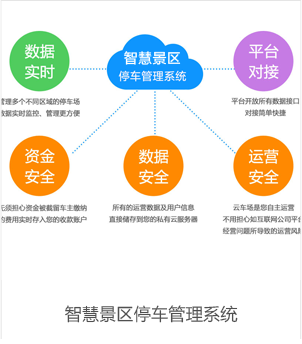 数据
实时
智慧景区
停车管理系统
平台
对接
管理多个不同区域的停车场
数据实时监控、管理更方便
平台开放所有数据接口
对接简单快捷
资金
安全
数据
安全
运营
安全
无须担心资金被截留车主缴纳
的费用实时存入您的收款账户
所有的运营数据及用户信息
直接储存到您的私有云服务器
云车场是您自主运营
不用担心如互联网公司平台
经营问题所导致的运营风险
智慧景区停车管理系统